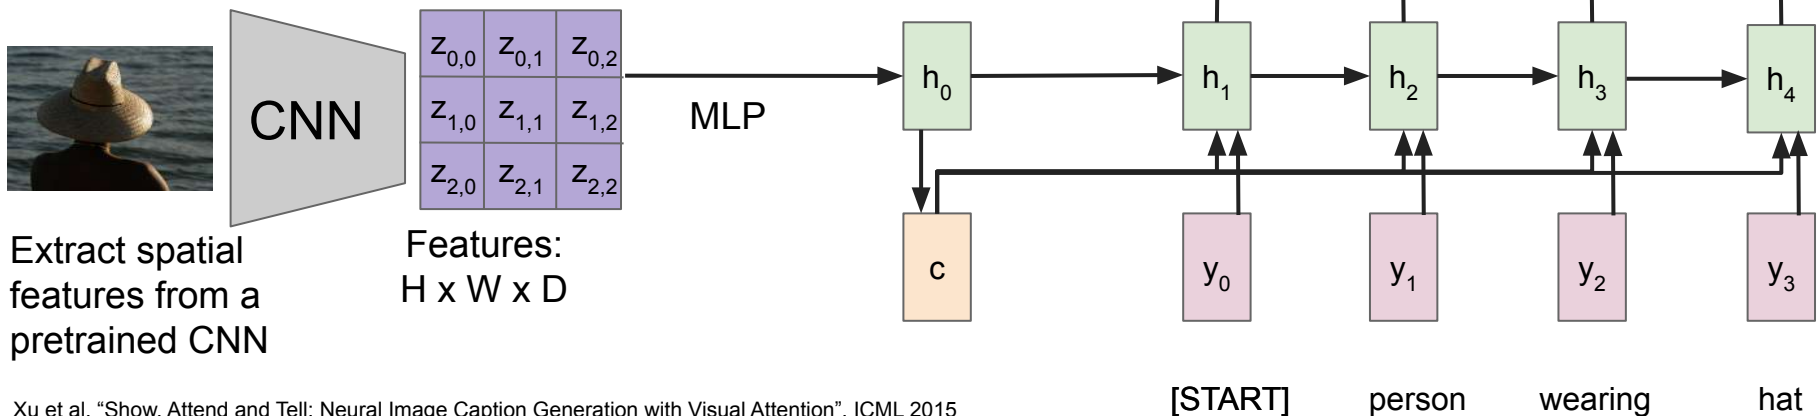 CNN
z0,0 z0,1 z0,2
z1,0 z1,1 z1,2
z2,0 z2,1 z2,2
MLP
h0 h1 h2 h3 h4
Extract spatial
features from a
pretrained CNN
Features:
H x W x D
c y0 y1 y2 y3
[START] person wearing hat
Xu et al, “Show, Attend and Tell: Neural Image Caption Generation with Visual Attention”, ICML 2015